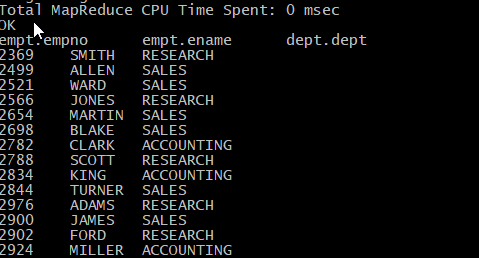 Total MapReduce CPU Time Spent: 0 msec
OK
empt.empno empt.ename dept.dept
2369 SMITH RESEARCH
2499 ALLEN SALES
2521 WARD SALES
2566 JONES RESEARCH
2654 MARTIN SALES
2698 BLAKE SALES
2782 CLARK ACCOUNTING
2788 SCOTT RESEARCH
2834 KING ACCOUNTING
2844 TURNER SALES
2976 ADAMS RESEARCH
2900 JAMES SALES
2902 FORD RESEARCH
2924 MILLER ACCOUNTING